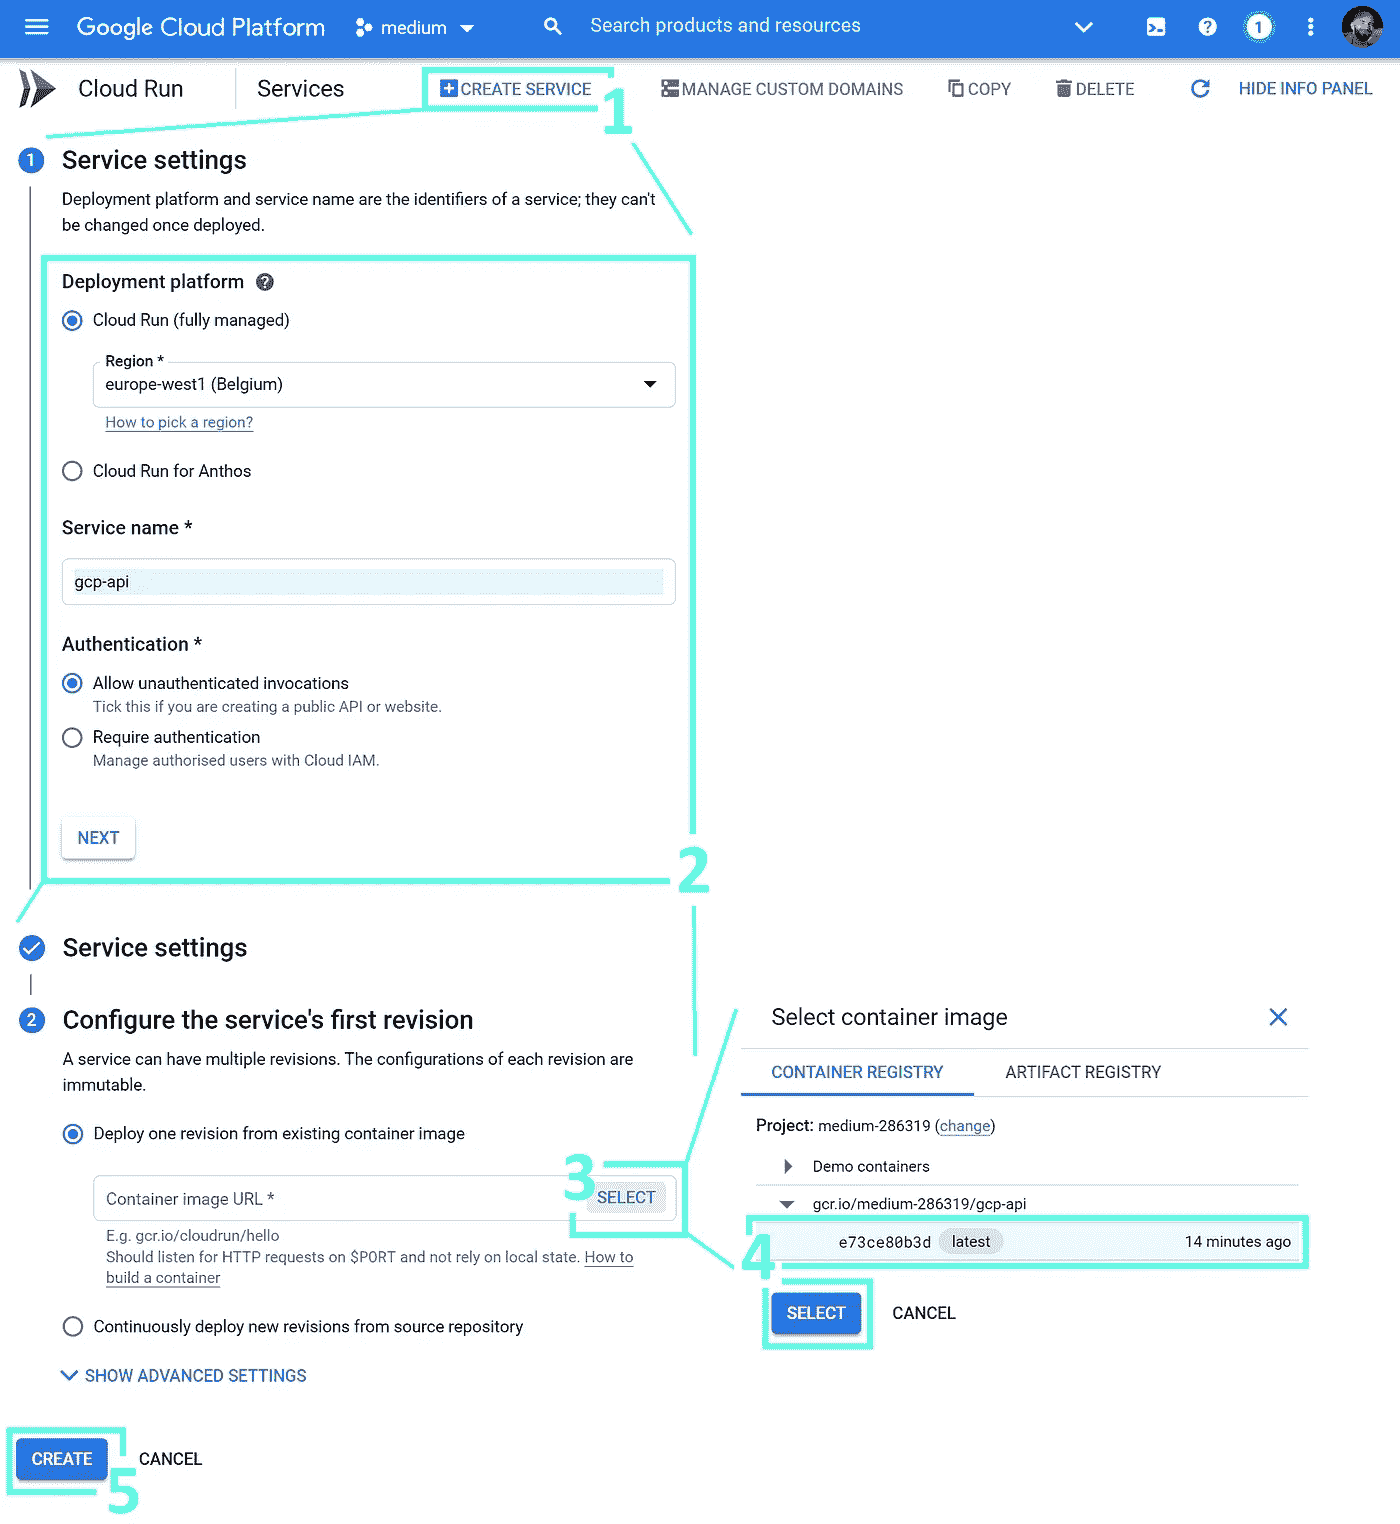 Google Cloud Platform medium Search products and resources 1
Cloud Run Services CREATE SERVICE MANAGE CUSTOM DOMAINS COPY DELETE HIDE INFO PANEL
1
1 Service settings
Deployment platform and service name are the identifiers of a service; they can't
be changed once deployed.
Deployment platform
Cloud Run (fully managed)
Region *
europe-west1 (Belgium)
How to pick a region?
Cloud Run for Anthos
Service name *
gcp-api
Authentication *
Allow unauthenticated invocations
Tick this if you are creating a public API or website.
Require authentication
Manage authorised users with Cloud IAM.
NEXT
2
Service settings
2 Configure the service's first revision
A service can have multiple revisions. The configurations of each revision are
immutable.
Deploy one revision from existing container image
3
Container image URL * SELECT
E.g. gcr.io/cloudrun/hello
Should listen for HTTP requests on $PORT and not rely on local state. How to
build a container
Continuously deploy new revisions from source repository
SHOW ADVANCED SETTINGS
Select container image
CONTAINER REGISTRY ARTIFACT REGISTRY
Project: medium-286319 (change)
Demo containers
gcr.io/medium-286319/gcp-api
e73ce80b3d latest 14 minutes ago
4
SELECT CANCEL
CREATE CANCEL
5